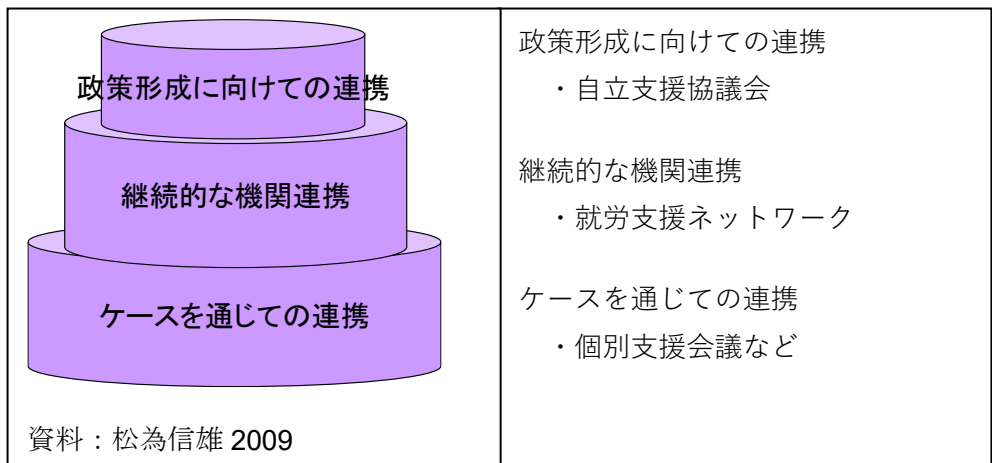 政策形成に向けての連携
継続的な機関連携
ケースを通じての連携
資料：松為信雄 2009
政策形成に向けての連携
・自立支援協議会
継続的な機関連携
・就労支援ネットワーク
ケースを通じての連携
・個別支援会議など